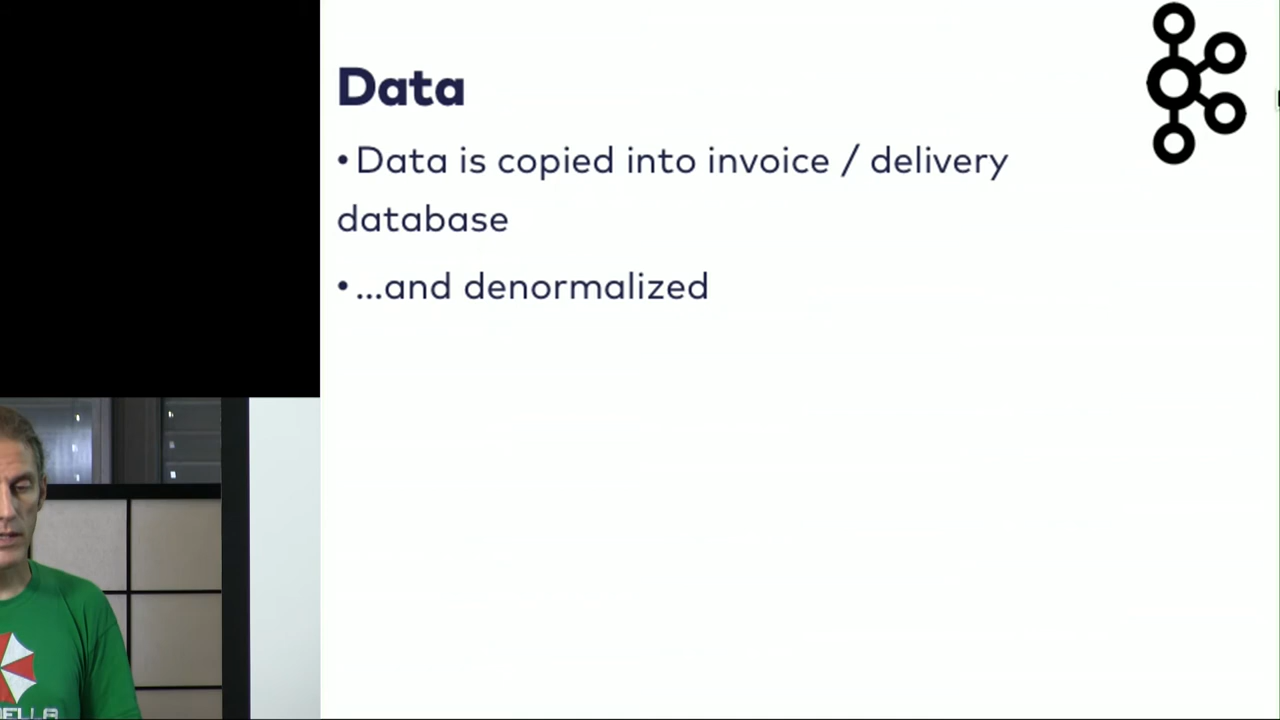 Data
• Data is copied into invoice / delivery
database
• ...and denormalized